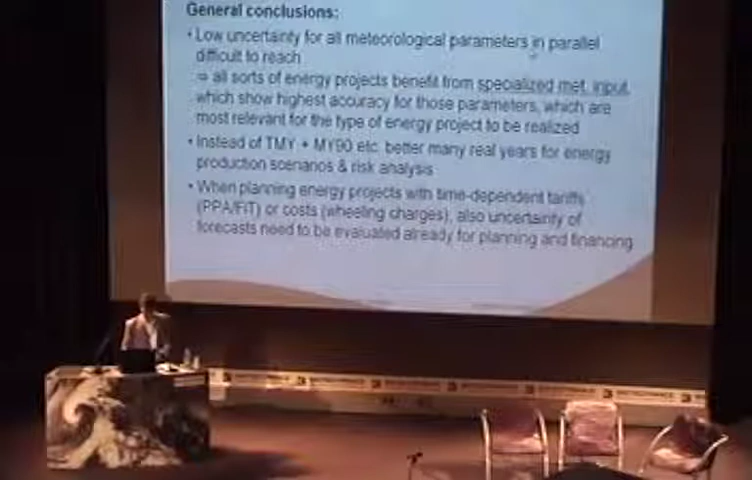 General conclusions:
• Low uncertainty for all meteorological parameters in parallel
difficult to reach
⇒ all sorts of energy projects benefit from specialized met. input,
which show highest accuracy for those parameters, which are
most relevant for the type of energy project to be realized
• Instead of TMY + MY90 etc. better many real years for energy
production scenarios & risk analysis
• When planning energy projects with time-dependent tariffs
(PPA/FiT) or costs (wheeling charges), also uncertainty of
forecasts need to be evaluated already for planning and financing